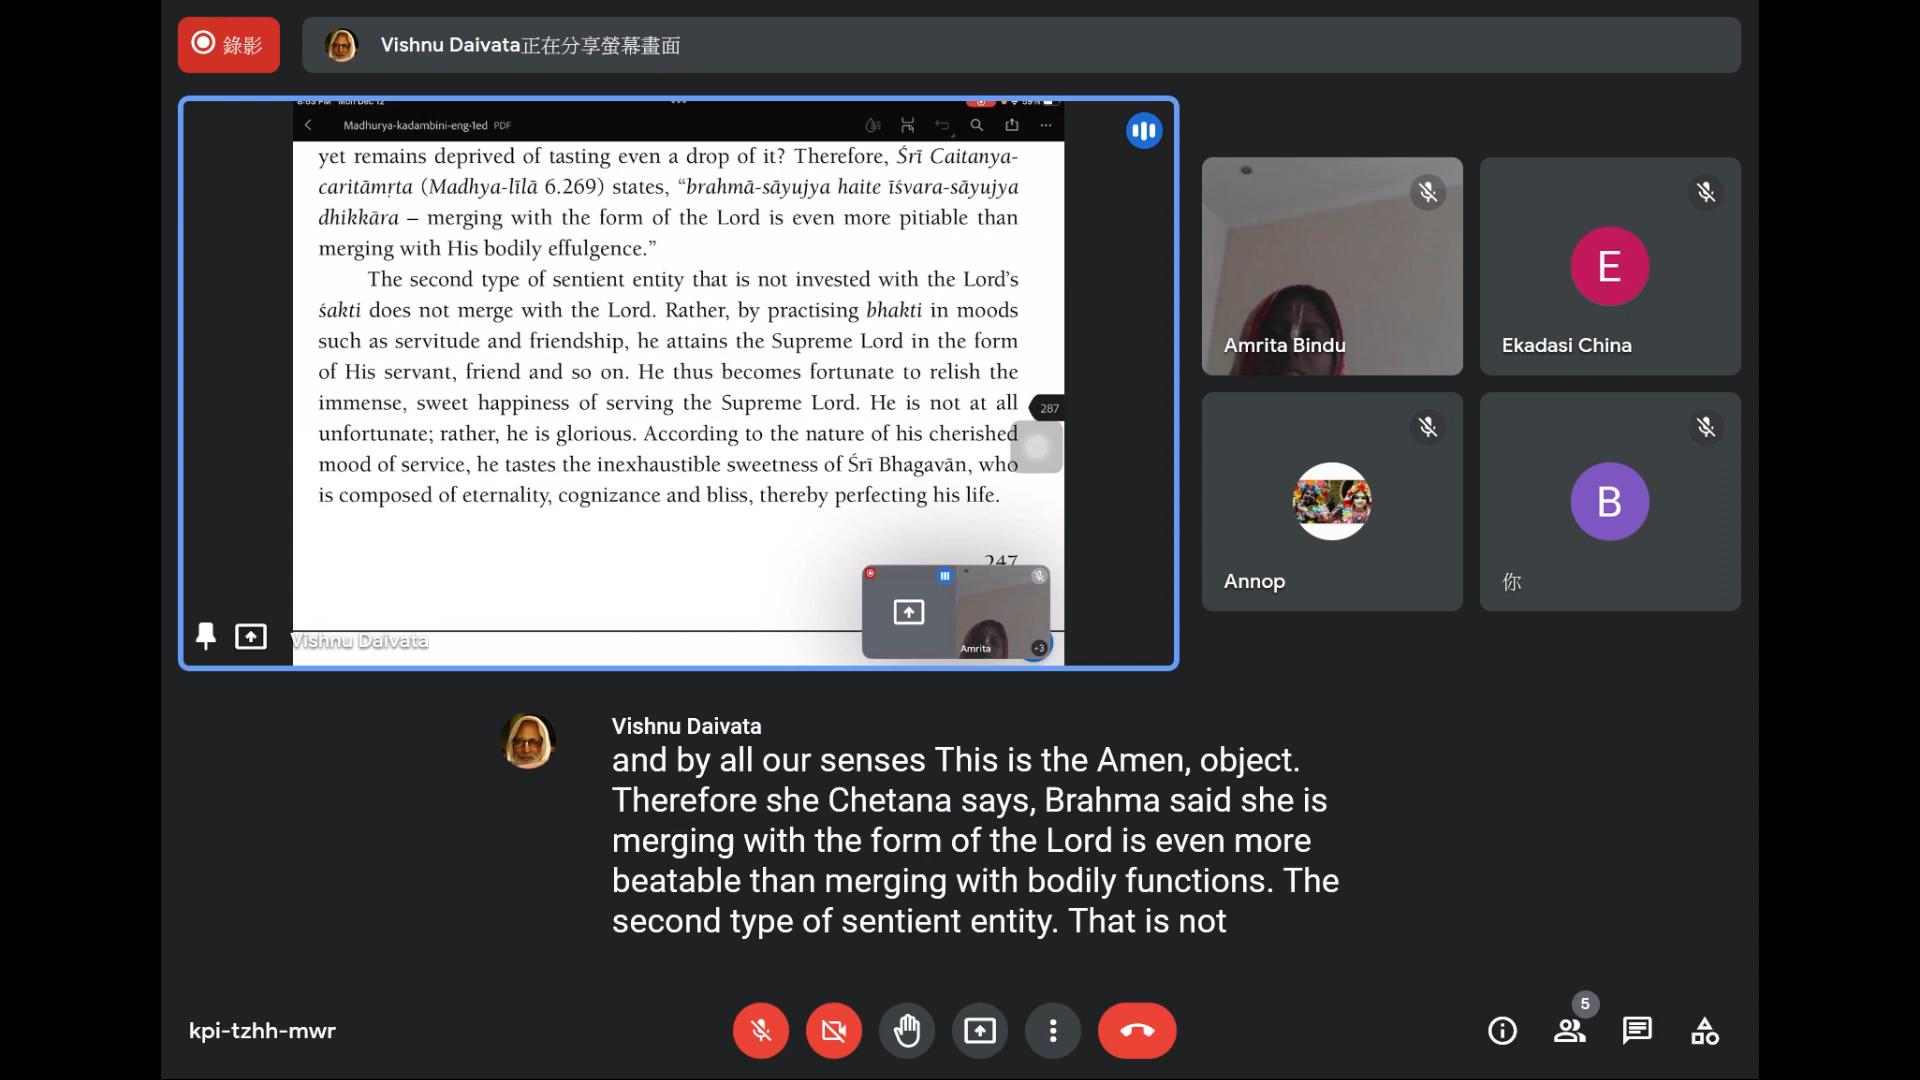 錄影
Vishnu Daivata正在分享螢幕畫面
8:53 PM Mon Dec 12
59%
Madhurya-kadambini-eng-1ed PDF
yet remains deprived of tasting even a drop of it? Therefore, Śrī Caitanya-
caritāmṛta (Madhya-līlā 6.269) states, “brahmā-sāyujya haite īśvara-sāyujya
dhikkāra – merging with the form of the Lord is even more pitiable than
merging with His bodily effulgence.”
The second type of sentient entity that is not invested with the Lord’s
śakti does not merge with the Lord. Rather, by practising bhakti in moods
such as servitude and friendship, he attains the Supreme Lord in the form
of His servant, friend and so on. He thus becomes fortunate to relish the
immense, sweet happiness of serving the Supreme Lord. He is not at all
unfortunate; rather, he is glorious. According to the nature of his cherished
mood of service, he tastes the inexhaustible sweetness of Śrī Bhagavān, who
is composed of eternality, cognizance and bliss, thereby perfecting his life.
287
247
Amrita
+3
Vishnu Daivata
Amrita Bindu
E
Ekadasi China
Annop
B
你
Vishnu Daivata
and by all our senses This is the Amen, object.
Therefore she Chetana says, Brahma said she is
merging with the form of the Lord is even more
beatable than merging with bodily functions. The
second type of sentient entity. That is not
kpi-tzhh-mwr
5